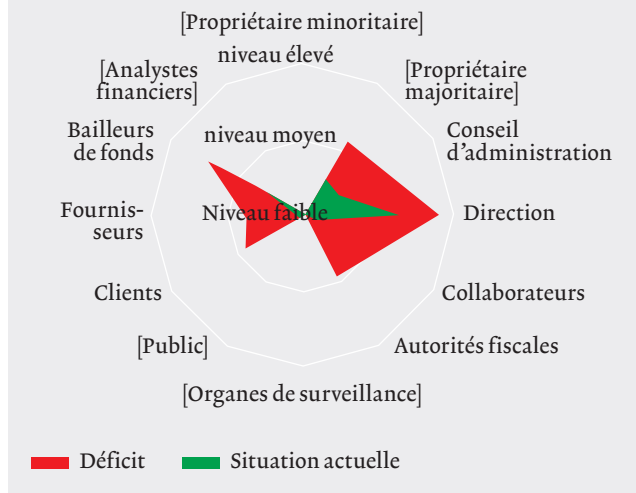 [Propriétaire minoritaire]
niveau élevé
[Analystes
financiers]
[Propriétaire
majoritaire]
Bailleurs
de fonds
niveau moyen
Conseil
d’administration
Fournis-
seurs
Niveau faible
Direction
Clients
Collaborateurs
[Public]
Autorités fiscales
[Organes de surveillance]
Déficit
Situation actuelle